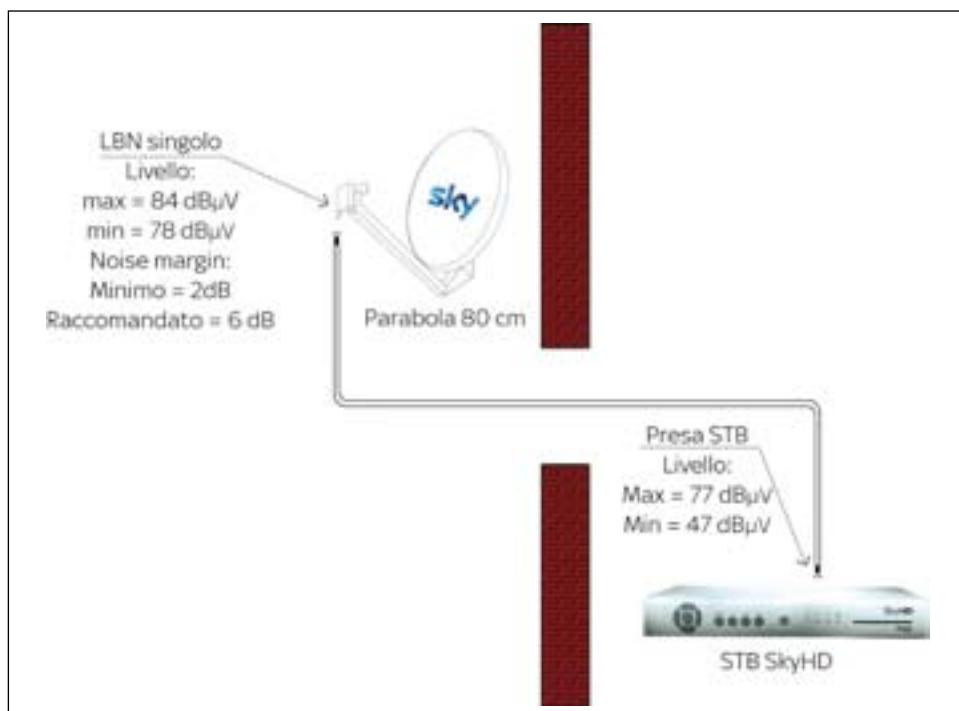 LBN singolo
Livello:
max = 84 dBµV
min = 78 dBµV
Noise margin:
Minimo = 2dB
Raccomandato = 6 dB
sky
Parabola 80 cm
Presa STB
Livello:
Max = 77 dBµV
Min = 47 dBµV
STB SkyHD